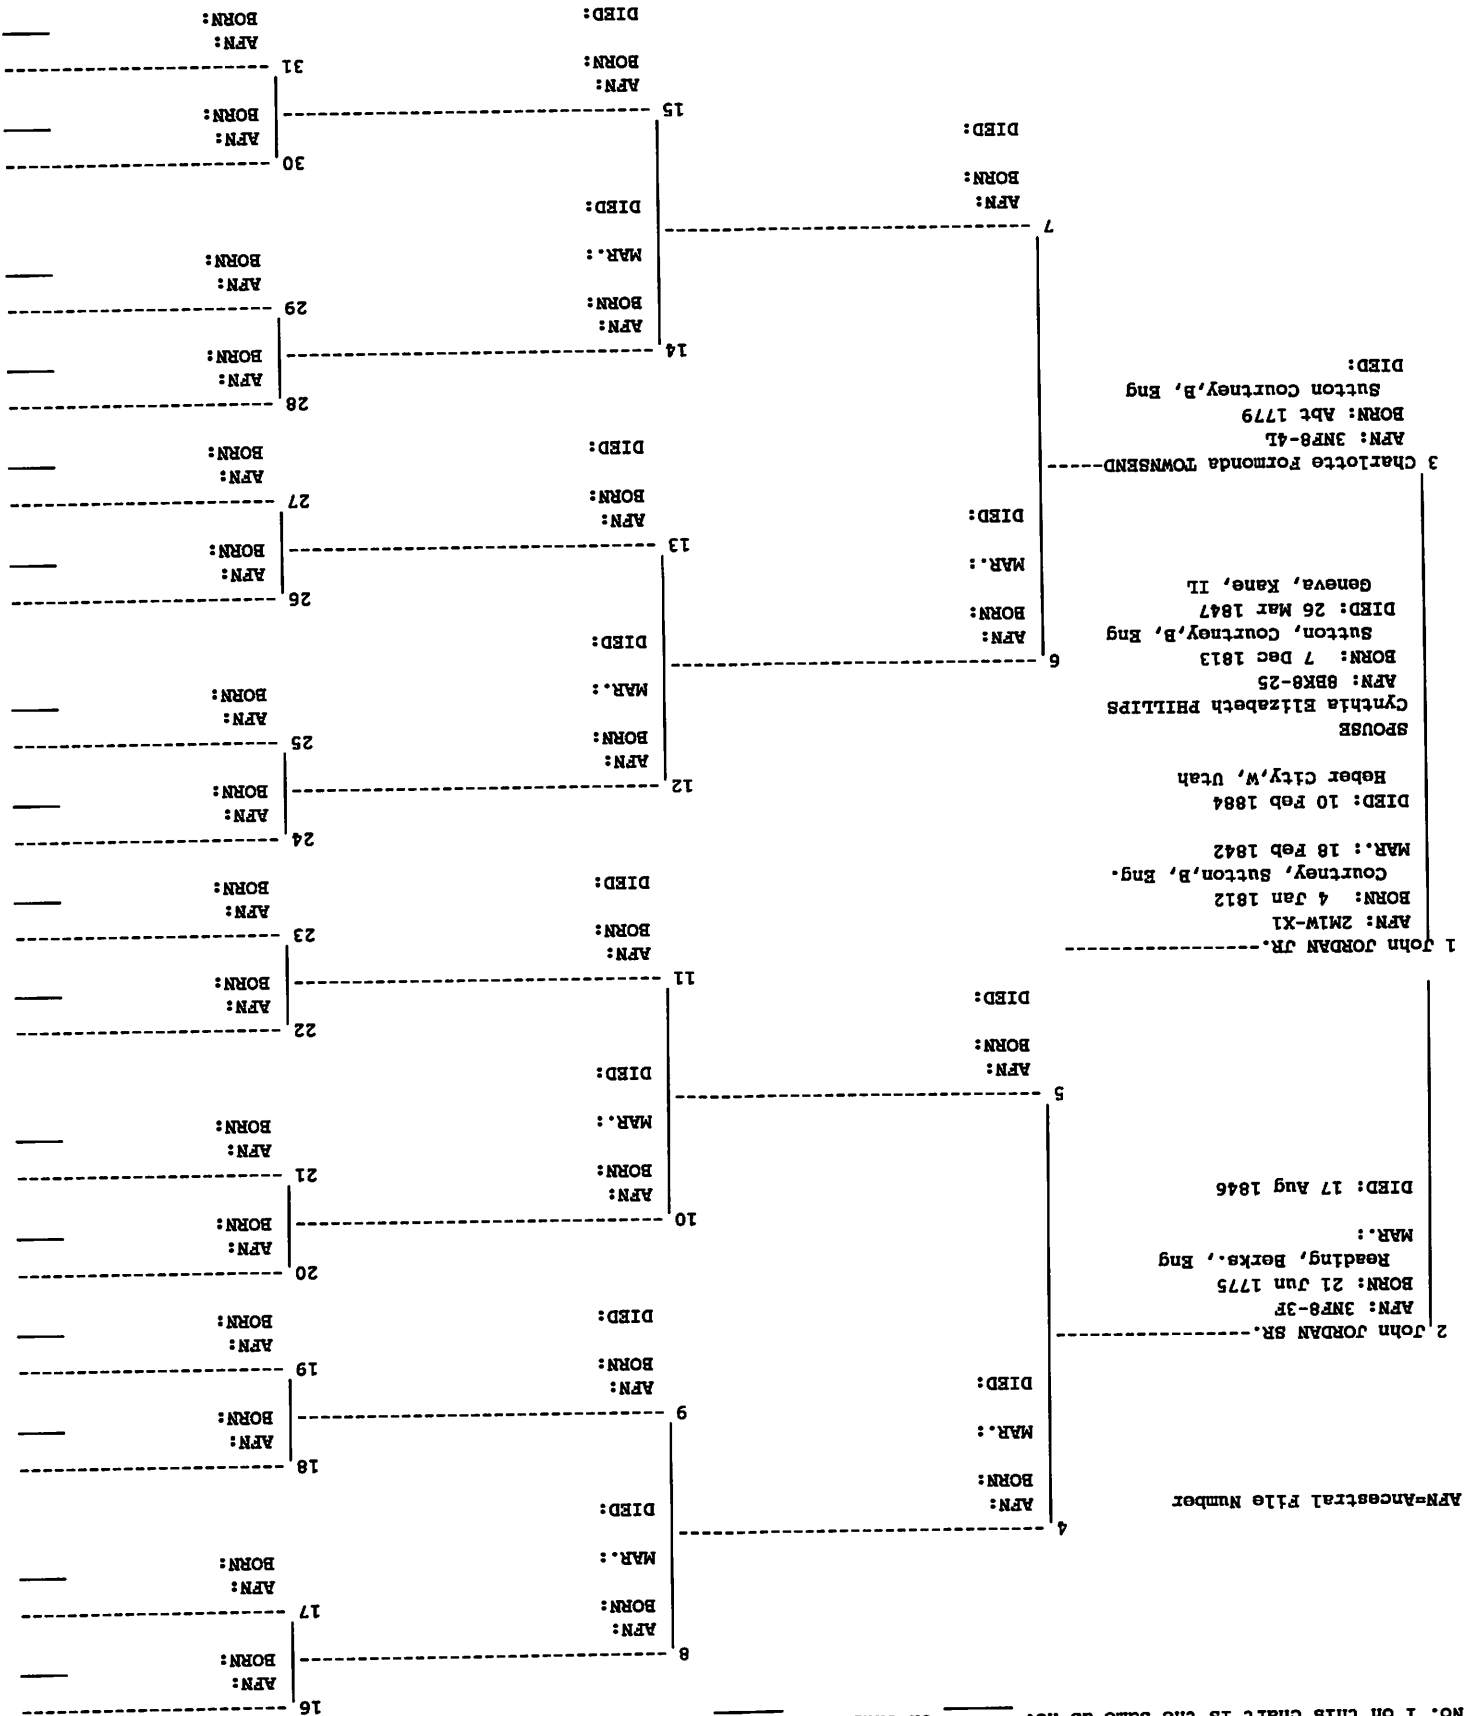 No. 1 on this chart is the same as no.
AFN=Ancestral File Number
2 John JORDAN SR.
AFN: 3NF8-3F
BORN: 21 Jun 1775
Reading, Berks., Eng
MAR.:
DIED: 17 Aug 1846
1 John JORDAN JR.
AFN: 2M1W-X1
BORN: 4 Jan 1812
Courtney, Sutton,B, Eng.
MAR.: 18 Feb 1842
DIED: 10 Feb 1884
Heber City,W, Utah
SPOUSE
Cynthia Elizabeth PHILLIPS
AFN: 8BK8-25
BORN: 7 Dec 1813
Sutton, Courtney,B, Eng
DIED: 26 Mar 1847
Geneva, Kane, IL
3 Charlotte Formonda TOWNSEND
AFN: 3NF8-4L
BORN: Abt 1779
Sutton Courtney,B, Eng
DIED:
4
AFN:
BORN:
MAR.:
DIED:
5
AFN:
BORN:
DIED:
6
AFN:
BORN:
MAR.:
DIED:
7
AFN:
BORN:
DIED:
8
AFN:
BORN:
MAR.:
DIED:
9
AFN:
BORN:
DIED:
10
AFN:
BORN:
MAR.:
DIED:
11
AFN:
BORN:
DIED:
12
AFN:
BORN:
MAR.:
DIED:
13
AFN:
BORN:
DIED:
14
AFN:
BORN:
MAR.:
DIED:
15
AFN:
BORN:
DIED:
16
AFN:
BORN:
17
AFN:
BORN:
18
AFN:
BORN:
19
AFN:
BORN:
20
AFN:
BORN:
21
AFN:
BORN:
22
AFN:
BORN:
23
AFN:
BORN:
24
AFN:
BORN:
25
AFN:
BORN:
26
AFN:
BORN:
27
AFN:
BORN:
28
AFN:
BORN:
29
AFN:
BORN:
30
AFN:
BORN:
31
AFN:
BORN: